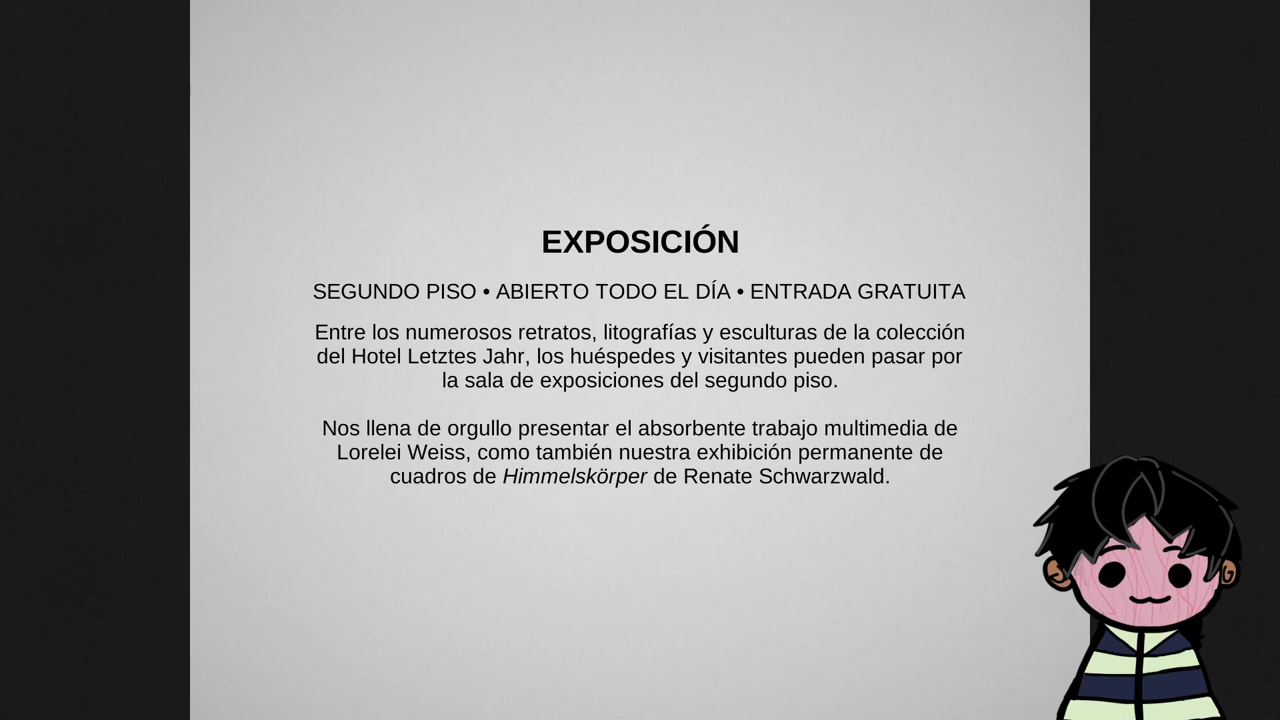 EXPOSICIÓN
SEGUNDO PISO • ABIERTO TODO EL DÍA • ENTRADA GRATUITA
Entre los numerosos retratos, litografías y esculturas de la colección
del Hotel Letztes Jahr, los huéspedes y visitantes pueden pasar por
la sala de exposiciones del segundo piso.
Nos llena de orgullo presentar el absorbente trabajo multimedia de
Lorelei Weiss, como también nuestra exhibición permanente de
cuadros de Himmelskörper de Renate Schwarzwald.